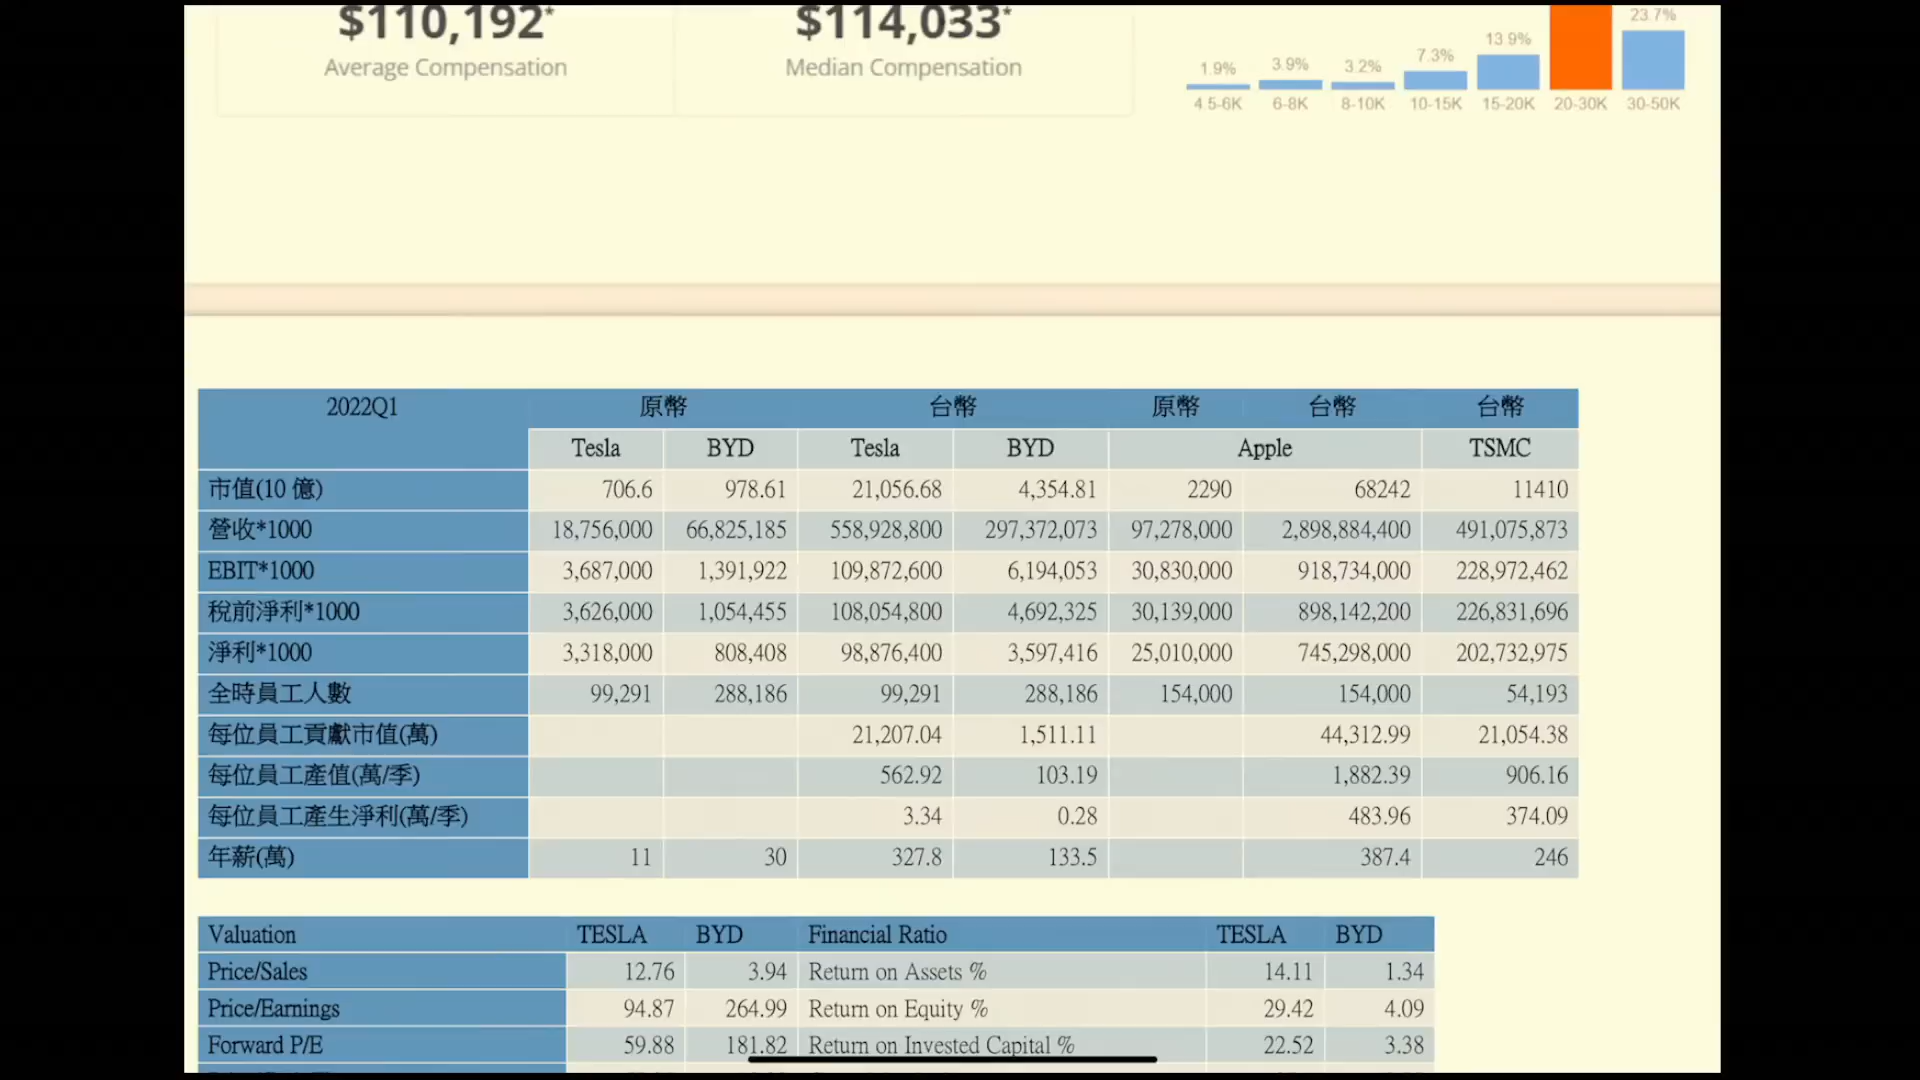 $110,192*
Average Compensation
$114,033*
Median Compensation
1.9% 3.9% 3.2% 7.3% 13.9% 23.7%
4.5-6K 6-8K 8-10K 10-15K 15-20K 20-30K 30-50K
2022Q1 原幣 台幣 原幣 台幣 台幣
Tesla BYD Tesla BYD Apple TSMC
市值(10 億) 706.6 978.61 21,056.68 4,354.81 2290 68242 11410
營收*1000 18,756,000 66,825,185 558,928,800 297,372,073 97,278,000 2,898,884,400 491,075,873
EBIT*1000 3,687,000 1,391,922 109,872,600 6,194,053 30,830,000 918,734,000 228,972,462
稅前淨利*1000 3,626,000 1,054,455 108,054,800 4,692,325 30,139,000 898,142,200 226,831,696
淨利*1000 3,318,000 808,408 98,876,400 3,597,416 25,010,000 745,298,000 202,732,975
全時員工人數 99,291 288,186 99,291 288,186 154,000 154,000 54,193
每位員工貢獻市值(萬) 21,207.04 1,511.11 44,312.99 21,054.38
每位員工產值(萬/季) 562.92 103.19 1,882.39 906.16
每位員工產生淨利(萬/季) 3.34 0.28 483.96 374.09
年薪(萬) 11 30 327.8 133.5 387.4 246
Valuation TESLA BYD Financial Ratio TESLA BYD
Price/Sales 12.76 3.94 Return on Assets % 14.11 1.34
Price/Earnings 94.87 264.99 Return on Equity % 29.42 4.09
Forward P/E 59.88 181.82 Return on Invested Capital % 22.52 3.38